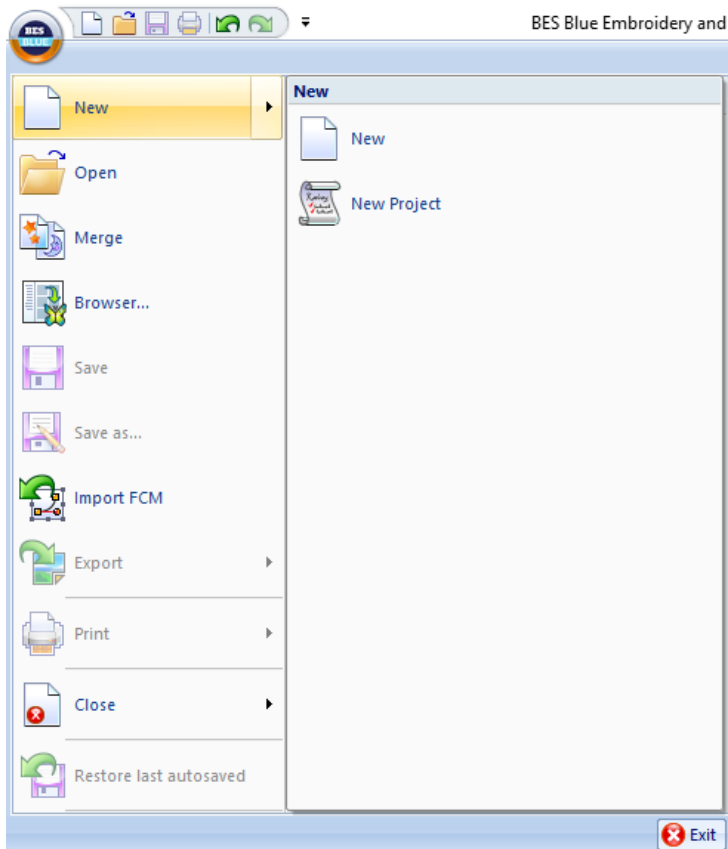 BES
BLUE
BES Blue Embroidery and
New
Open
Merge
Browser...
Save
Save as...
Import FCM
Export
Print
Close
Restore last autosaved
New
New
New Project
Exit